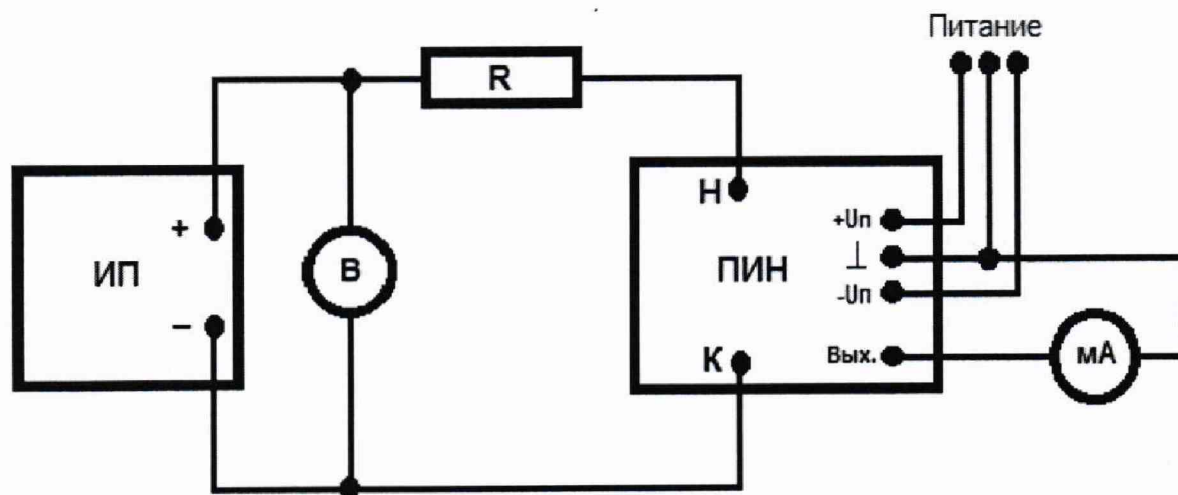 Питание
R
Н
+
+Uп
ИП
В
ПИН
⊥
-Uп
−
К
Вых.
мА